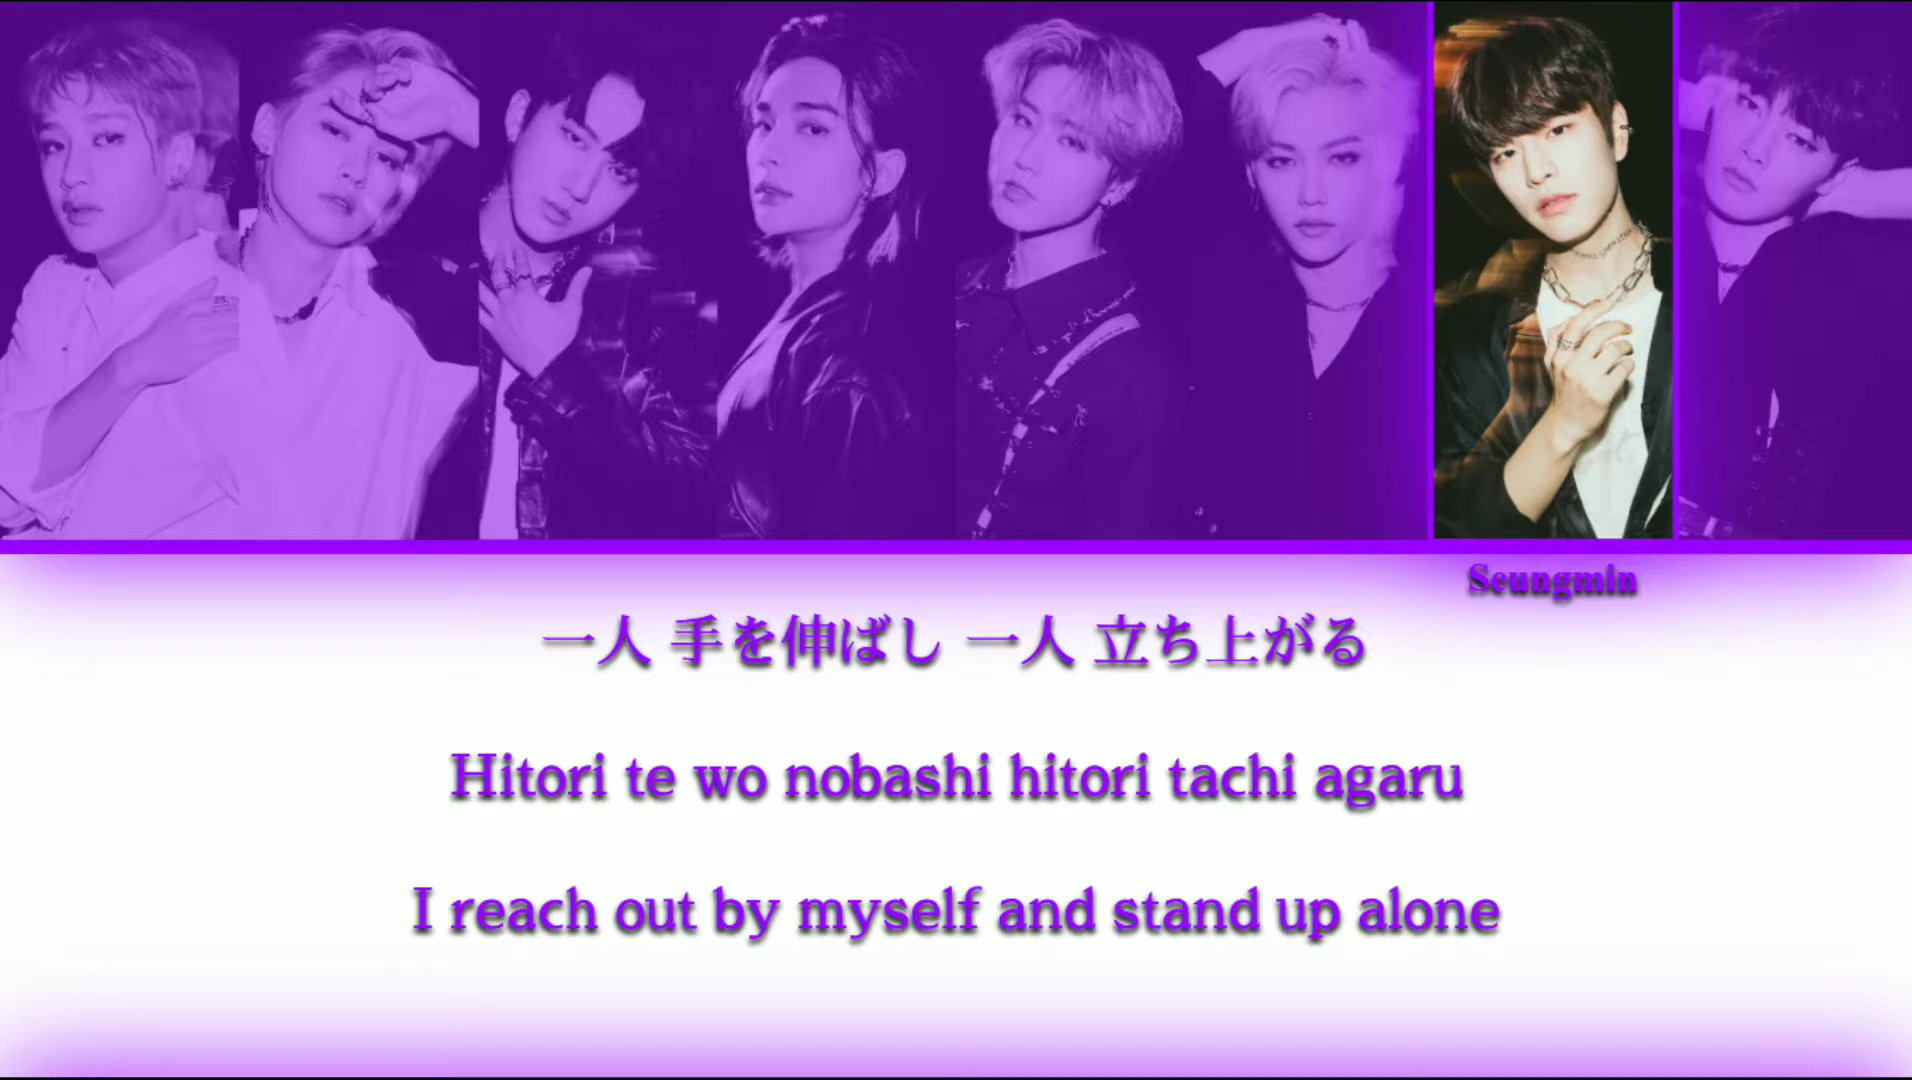 Seungmin
一人 手を伸ばし 一人 立ち上がる
Hitori te wo nobashi hitori tachi agaru
I reach out by myself and stand up alone